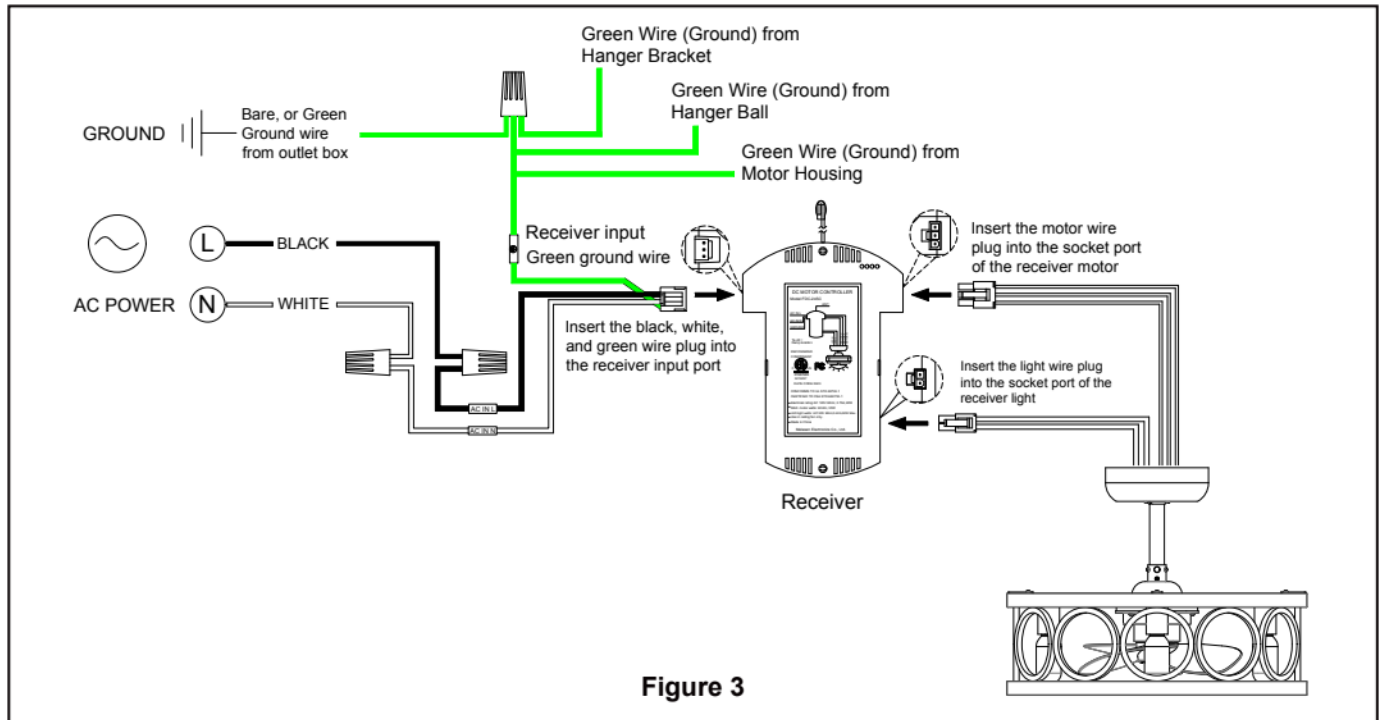 Green Wire (Ground) from
Hanger Bracket
Green Wire (Ground) from
Hanger Ball
Green Wire (Ground) from
Motor Housing
GROUND
Bare, or Green
Ground wire
from outlet box
AC POWER
L
BLACK
N
WHITE
Receiver input
Green ground wire
Insert the black, white,
and green wire plug into
the receiver input port
AC IN L
AC IN N
DC MOTOR CONTROLLER
Insert the motor wire
plug into the socket port
of the receiver motor
Insert the light wire plug
into the socket port of the
receiver light
Receiver
Figure 3